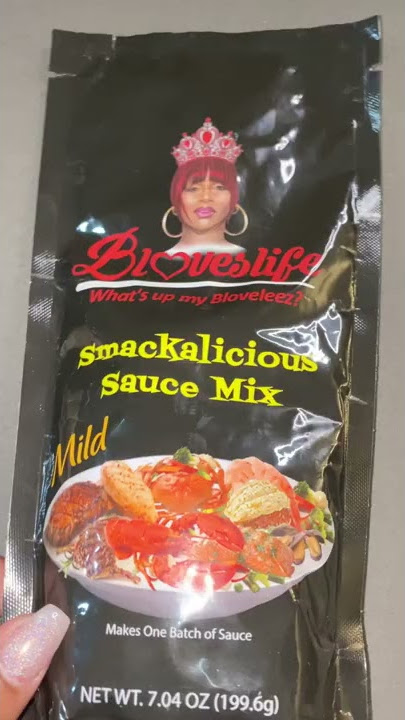 Bloveslife
What's up my Bloveleez?
Smackalicious
Sauce Mix
Mild
Makes One Batch of Sauce
NET WT. 7.04 OZ (199.6g)